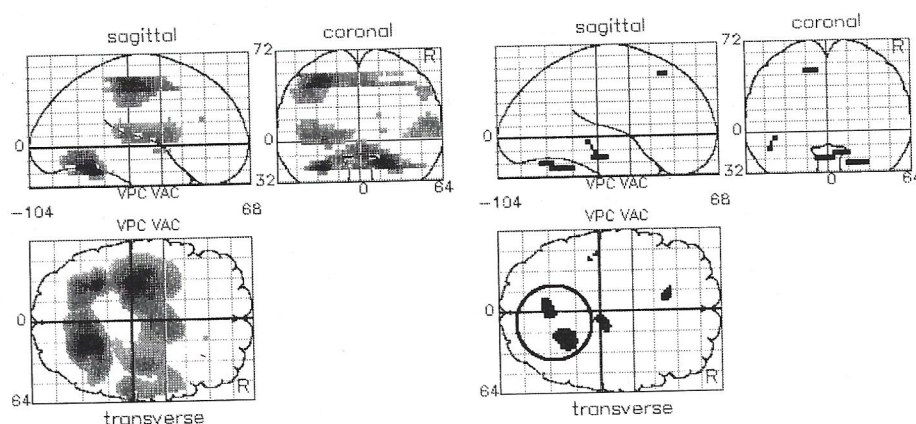 sagittal
coronal
72
R
0
0
32
0
64
VPC VAC
-104
68
VPC VAC
0
R
64
transverse
sagittal
coronal
72
R
0
0
32
0
64
VPC VAC
-104
68
VPC VAC
0
R
64
transverse